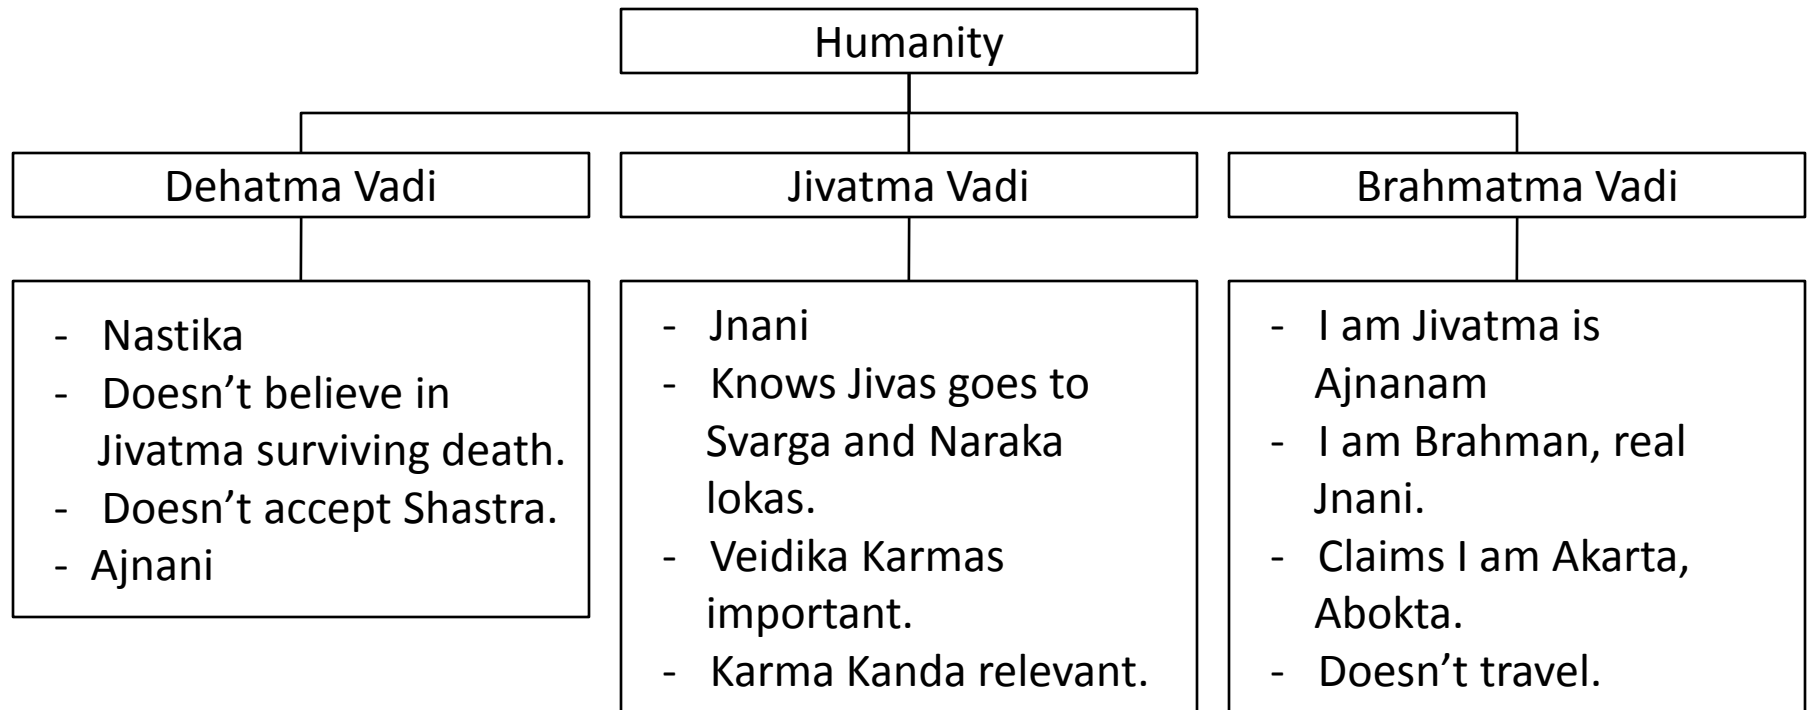 Humanity
Dehatma Vadi
Jivatma Vadi
Brahmatma Vadi
- Nastika
- Doesn’t believe in
Jivatma surviving death.
- Doesn’t accept Shastra.
- Ajnani
- Jnani
- Knows Jivas goes to
Svarga and Naraka
lokas.
- Veidika Karmas
important.
- Karma Kanda relevant.
- I am Jivatma is
Ajnanam
- I am Brahman, real
Jnani.
- Claims I am Akarta,
Abokta.
- Doesn’t travel.